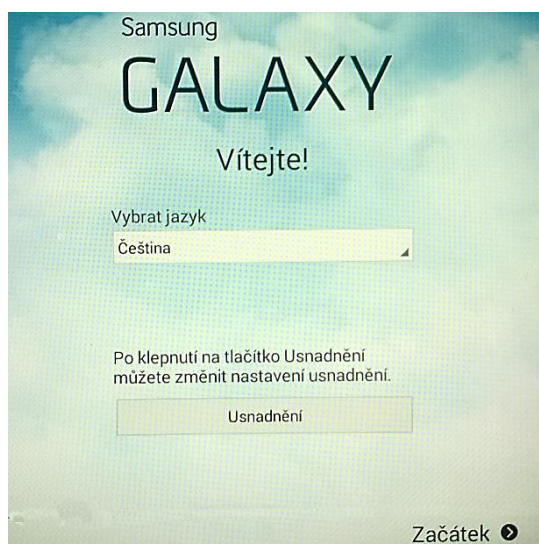 Samsung
GALAXY
Vítejte!
Vybrat jazyk
Čeština
Po klepnutí na tlačítko Usnadnění
můžete změnit nastavení usnadnění.
Usnadnění
Začátek